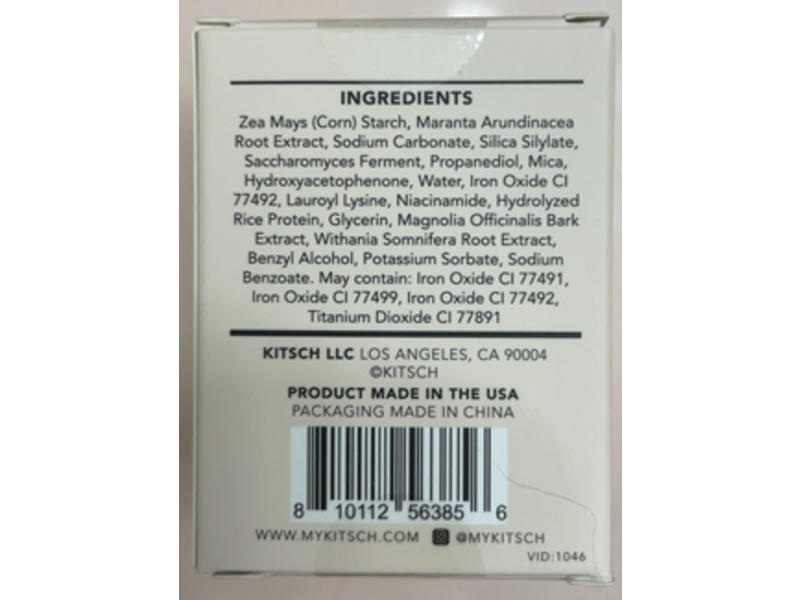 INGREDIENTS
Zea Mays (Corn) Starch, Maranta Arundinacea
Root Extract, Sodium Carbonate, Silica Silylate,
Saccharomyces Ferment, Propanediol, Mica,
Hydroxyacetophenone, Water, Iron Oxide CI
77492, Lauroyl Lysine, Niacinamide, Hydrolyzed
Rice Protein, Glycerin, Magnolia Officinalis Bark
Extract, Withania Somnifera Root Extract,
Benzyl Alcohol, Potassium Sorbate, Sodium
Benzoate. May contain: Iron Oxide CI 77491,
Iron Oxide CI 77499, Iron Oxide CI 77492,
Titanium Dioxide CI 77891
KITSCH LLC LOS ANGELES, CA 90004
©KITSCH
PRODUCT MADE IN THE USA
PACKAGING MADE IN CHINA
8 10112 56385 6
WWW.MYKITSCH.COM @MYKITSCH
VID:1046